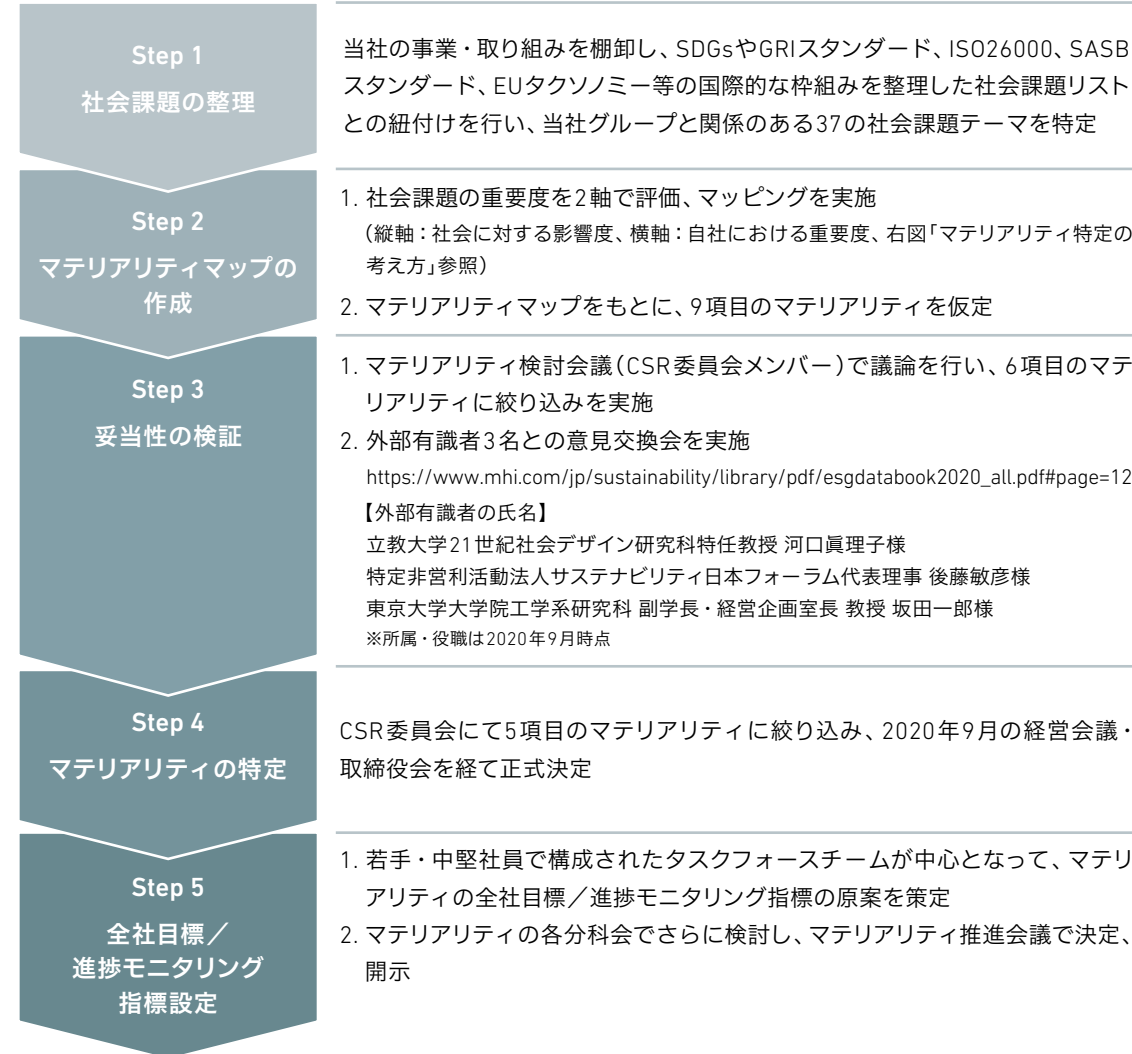 Step 1
社会課題の整理
当社の事業・取り組みを棚卸し、SDGsやGRIスタンダード、ISO26000、SASB
スタンダード、EUタクソノミー等の国際的な枠組みを整理した社会課題リスト
との紐付けを行い、当社グループと関係のある37の社会課題テーマを特定
Step 2
マテリアリティマップの
作成
1. 社会課題の重要度を2軸で評価、マッピングを実施
（縦軸：社会に対する影響度、横軸：自社における重要度、右図「マテリアリティ特定の
考え方」参照）
2. マテリアリティマップをもとに、9項目のマテリアリティを仮定
Step 3
妥当性の検証
1. マテリアリティ検討会議（CSR委員会メンバー）で議論を行い、6項目のマテ
リアリティに絞り込みを実施
2. 外部有識者3名との意見交換会を実施
https://www.mhi.com/jp/sustainability/library/pdf/esgdatabook2020_all.pdf#page=12
【外部有識者の氏名】
立教大学21世紀社会デザイン研究科特任教授 河口眞理子様
特定非営利活動法人サステナビリティ日本フォーラム代表理事 後藤敏彦様
東京大学大学院工学系研究科 副学長・経営企画室長 教授 坂田一郎様
※所属・役職は2020年9月時点
Step 4
マテリアリティの特定
CSR委員会にて5項目のマテリアリティに絞り込み、2020年9月の経営会議・
取締役会を経て正式決定
Step 5
全社目標／
進捗モニタリング
指標設定
1. 若手・中堅社員で構成されたタスクフォースチームが中心となって、マテリ
アリティの全社目標／進捗モニタリング指標の原案を策定
2. マテリアリティの各分科会でさらに検討し、マテリアリティ推進会議で決定、
開示